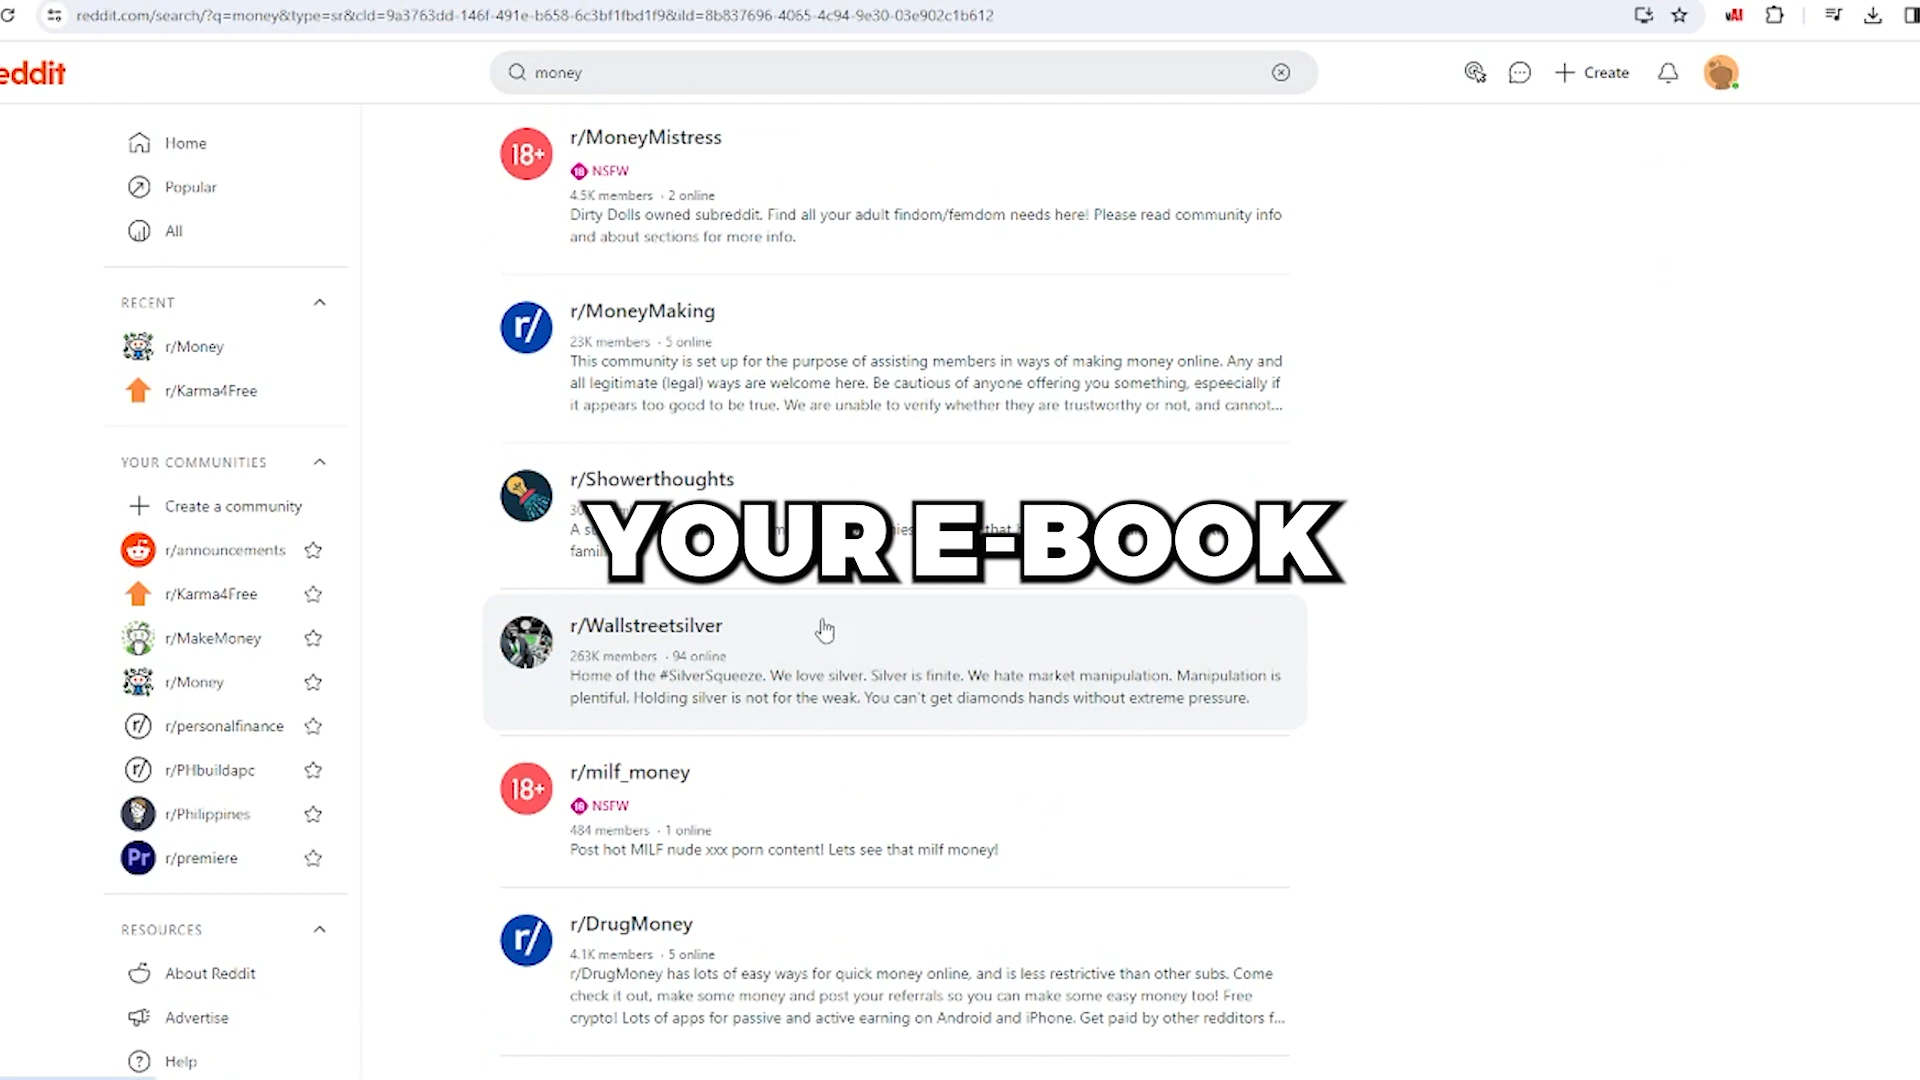 reddit.com/search/?q=money&type=sr&cId=9a3763dd-146f-491e-b658-6c3bf1fbd1f9&iId=8b837696-4065-4c94-9e30-03e902c1b612
eddit
money
Create
Home
Popular
All
RECENT
r/Money
r/Karma4Free
YOUR COMMUNITIES
Create a community
r/announcements
r/Karma4Free
r/MakeMoney
r/Money
r/personalfinance
r/PHbuildapc
r/Philippines
Pr r/premiere
RESOURCES
About Reddit
Advertise
Help
18+
r/MoneyMistress
18 NSFW
4.5K members · 2 online
Dirty Dolls owned subreddit. Find all your adult findom/femdom needs here! Please read community info
and about sections for more info.
r/
r/MoneyMaking
23K members · 5 online
This community is set up for the purpose of assisting members in ways of making money online. Any and
all legitimate (legal) ways are welcome here. Be cautious of anyone offering you something, espeecially if
it appears too good to be true. We are unable to verify whether they are trustworthy or not, and cannot...
r/Showerthoughts
YOUR E-BOOK
r/Wallstreetsilver
263K members · 94 online
Home of the #SilverSqueeze. We love silver. Silver is finite. We hate market manipulation. Manipulation is
plentiful. Holding silver is not for the weak. You can't get diamonds hands without extreme pressure.
18+
r/milf_money
18 NSFW
484 members · 1 online
Post hot MILF nude xxx porn content! Lets see that milf money!
r/
r/DrugMoney
4.1K members · 5 online
r/DrugMoney has lots of easy ways for quick money online, and is less restrictive than other subs. Come
check it out, make some money and post your referrals so you can make some easy money too! Free
crypto! Lots of apps for passive and active earning on Android and iPhone. Get paid by other redditors f...